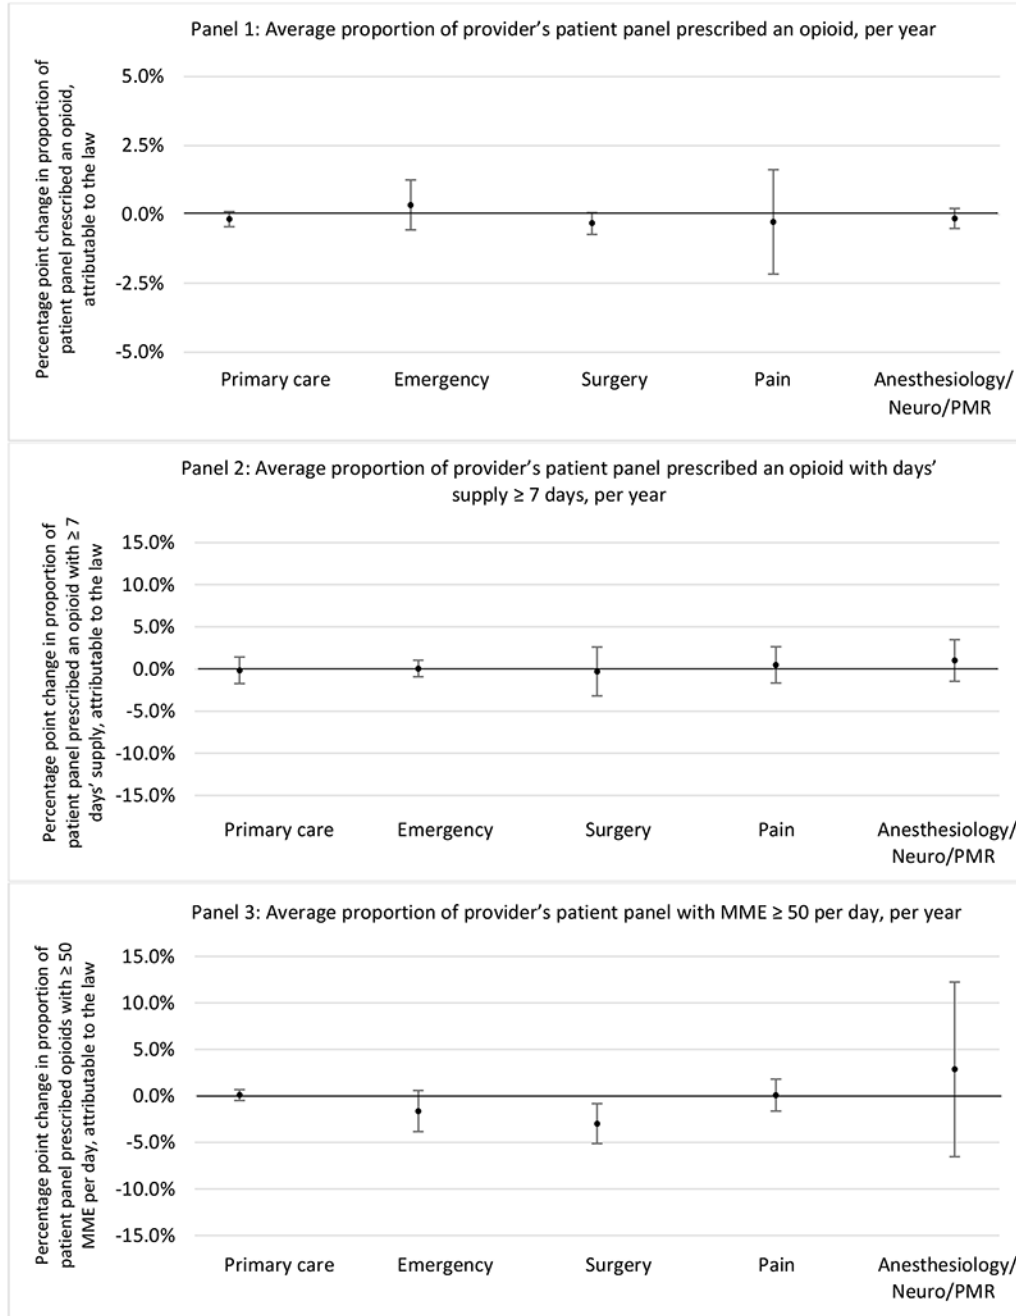 Panel 1: Average proportion of provider’s patient panel prescribed an opioid, per year
Percentage point change in proportion of
patient panel prescribed an opioid,
attributable to the law
5.0%
2.5%
0.0%
-2.5%
-5.0%
Primary care Emergency Surgery Pain Anesthesiology/
Neuro/PMR
Panel 2: Average proportion of provider’s patient panel prescribed an opioid with days’
supply ≥ 7 days, per year
Percentage point change in proportion of
patient panel prescribed an opioid with ≥ 7
days’ supply, attributable to the law
15.0%
10.0%
5.0%
0.0%
-5.0%
-10.0%
-15.0%
Primary care Emergency Surgery Pain Anesthesiology/
Neuro/PMR
Panel 3: Average proportion of provider’s patient panel with MME ≥ 50 per day, per year
Percentage point change in proportion of
patient panel prescribed opioids with ≥ 50
MME per day, attributable to the law
15.0%
10.0%
5.0%
0.0%
-5.0%
-10.0%
-15.0%
Primary care Emergency Surgery Pain Anesthesiology/
Neuro/PMR